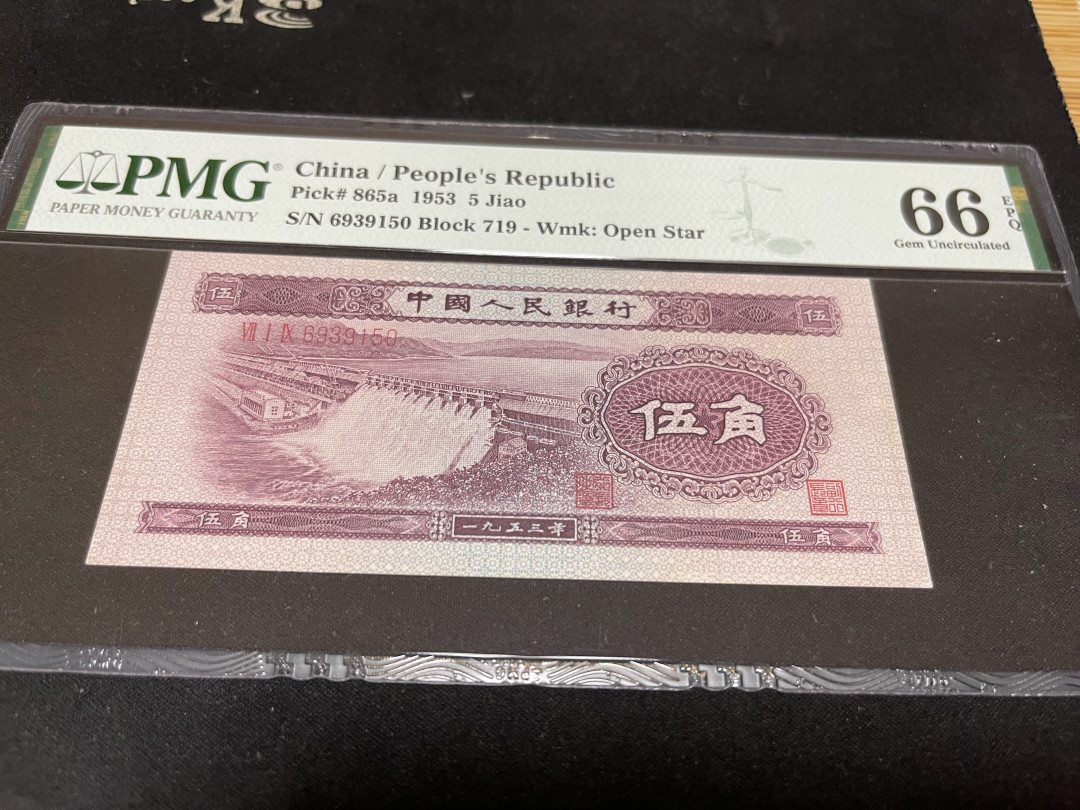 PMG®
PAPER MONEY GUARANTY
China / People's Republic
Pick# 865a 1953 5 Jiao
S/N 6939150 Block 719 - Wmk: Open Star
66 EPQ
Gem Uncirculated
伍 中國人民銀行 伍
VII I IX 6939150
伍角
伍角 一九五三年 伍角